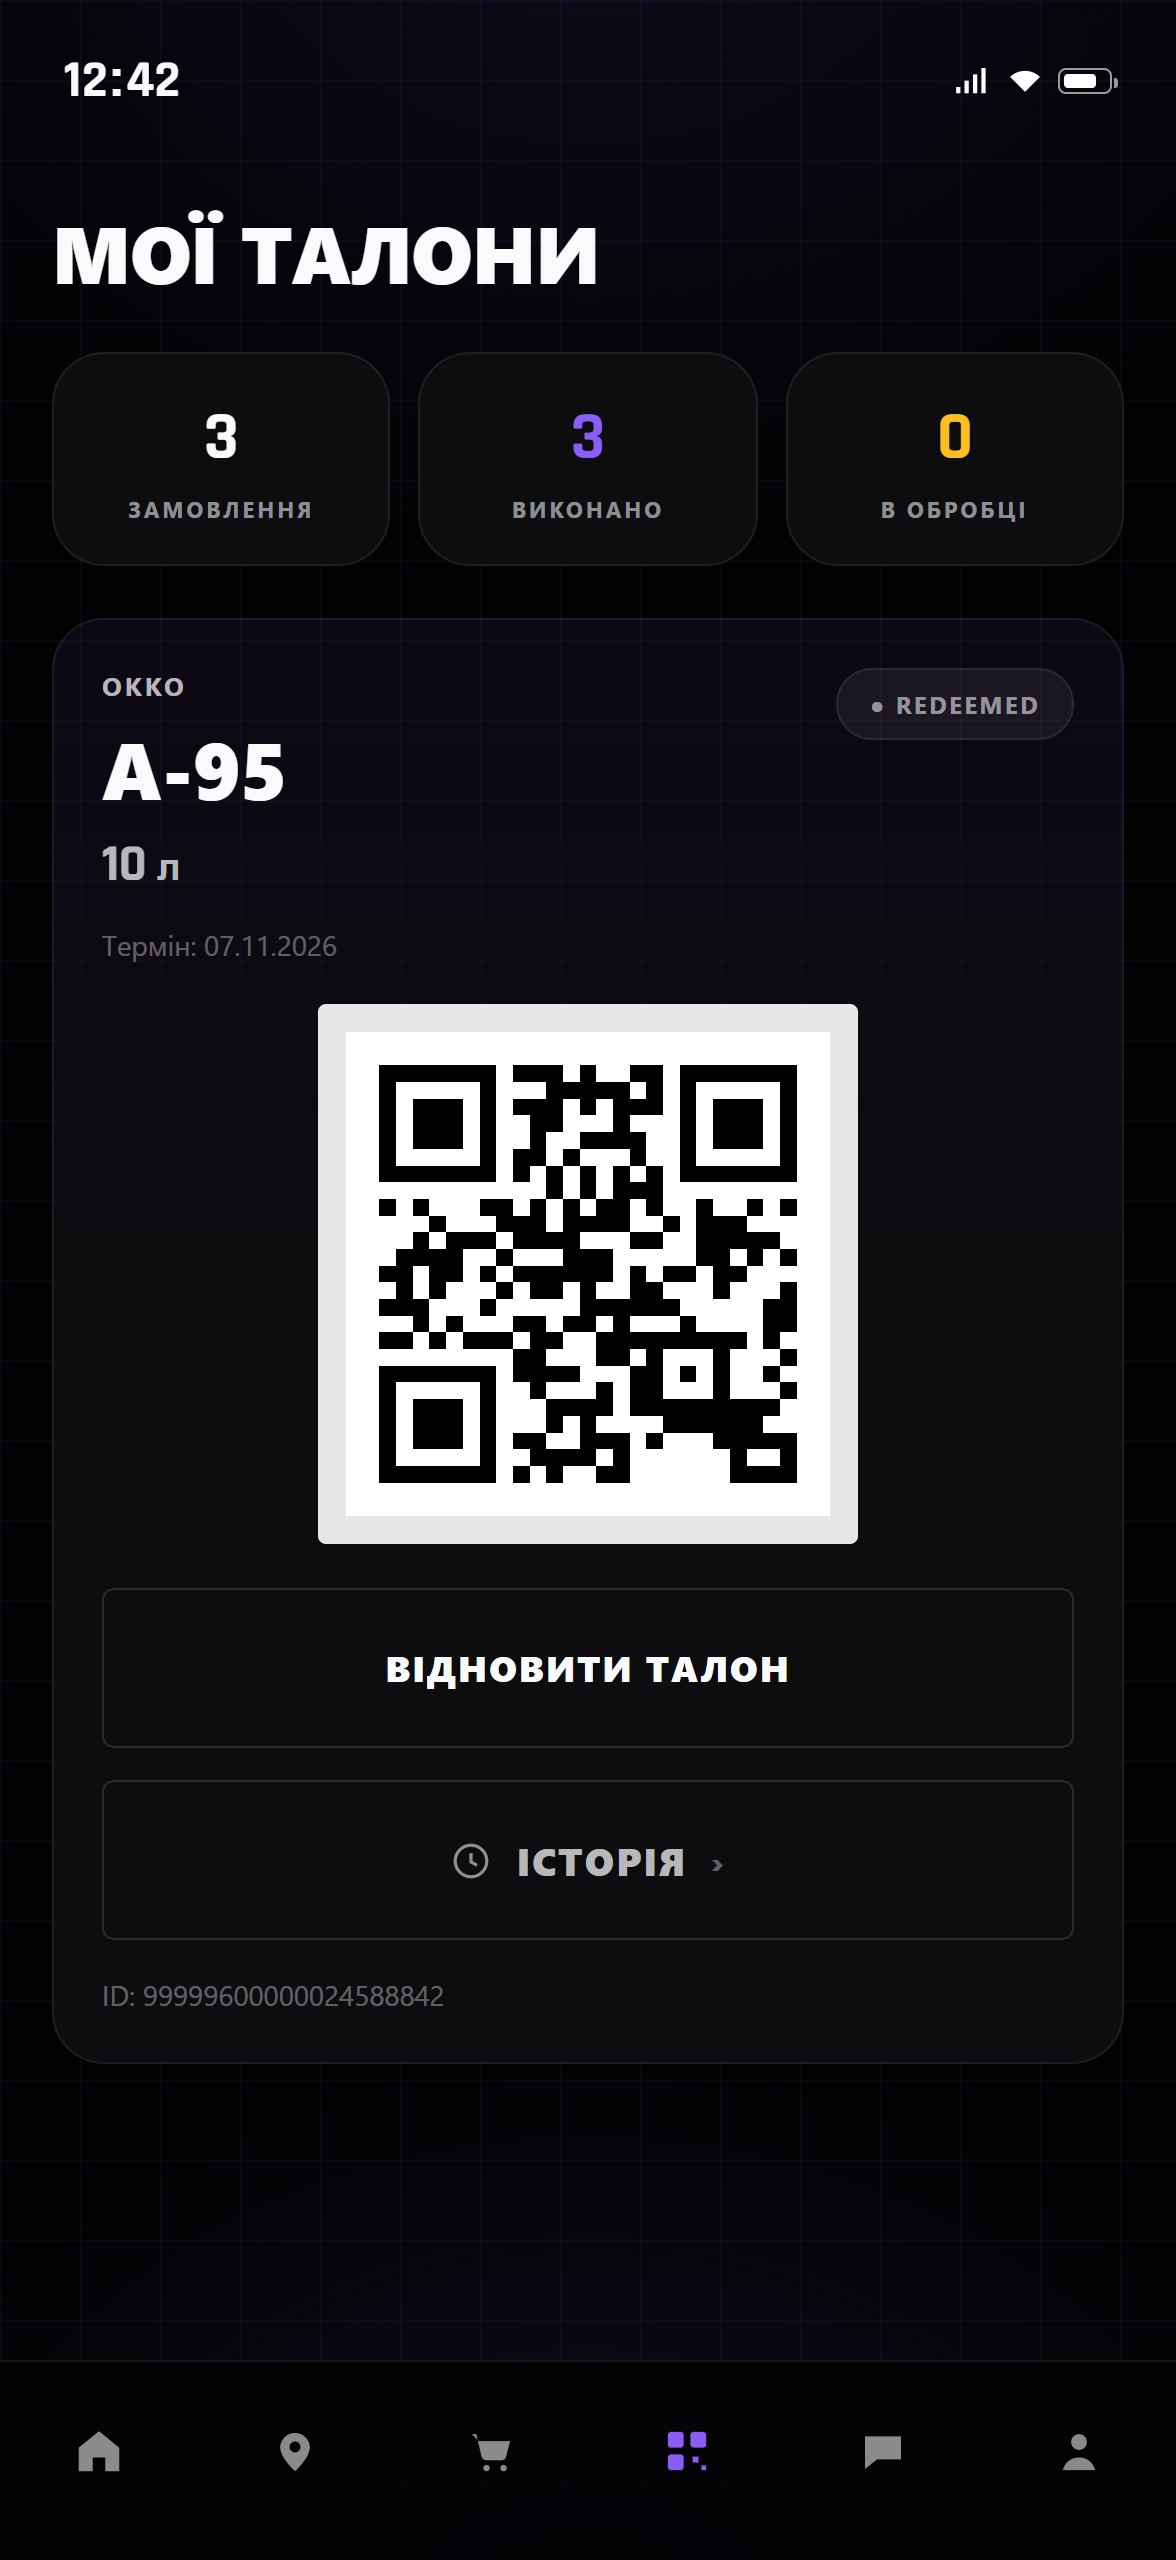 12:42
МОЇ ТАЛОНИ
3
ЗАМОВЛЕННЯ
3
ВИКОНАНО
0
В ОБРОБЦІ
ОККО
● REDEEMED
А-95
10 л
Термін: 07.11.2026
ВІДНОВИТИ ТАЛОН
ІСТОРІЯ ›
ID: 99999600000024588842